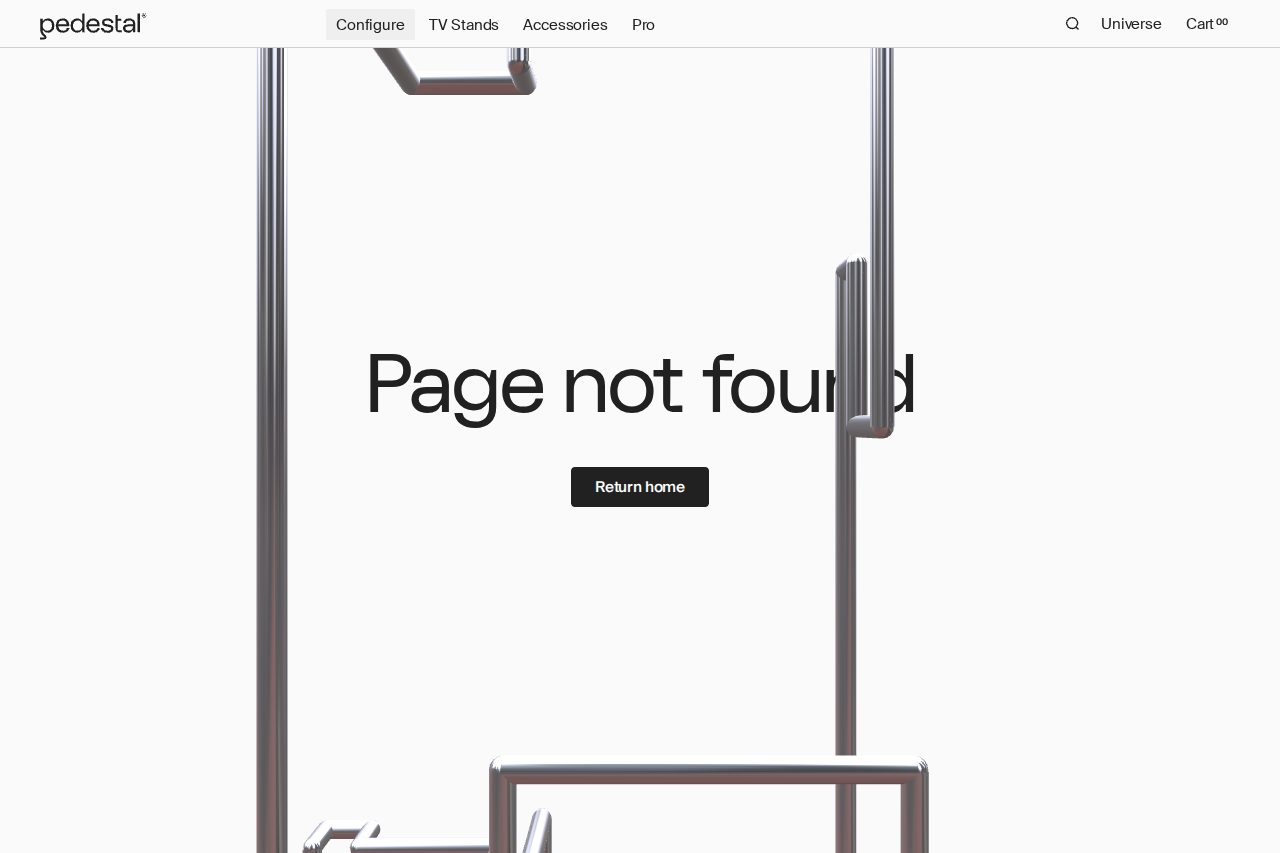 pedestal®
Configure TV Stands Accessories Pro Universe Cart 00
Page not found
Return home